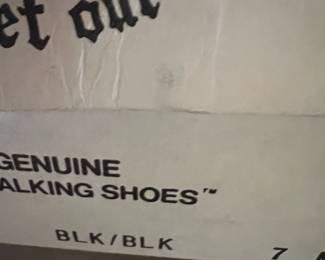 et out
GENUINE
ALKING SHOES™
BLK/BLK
7